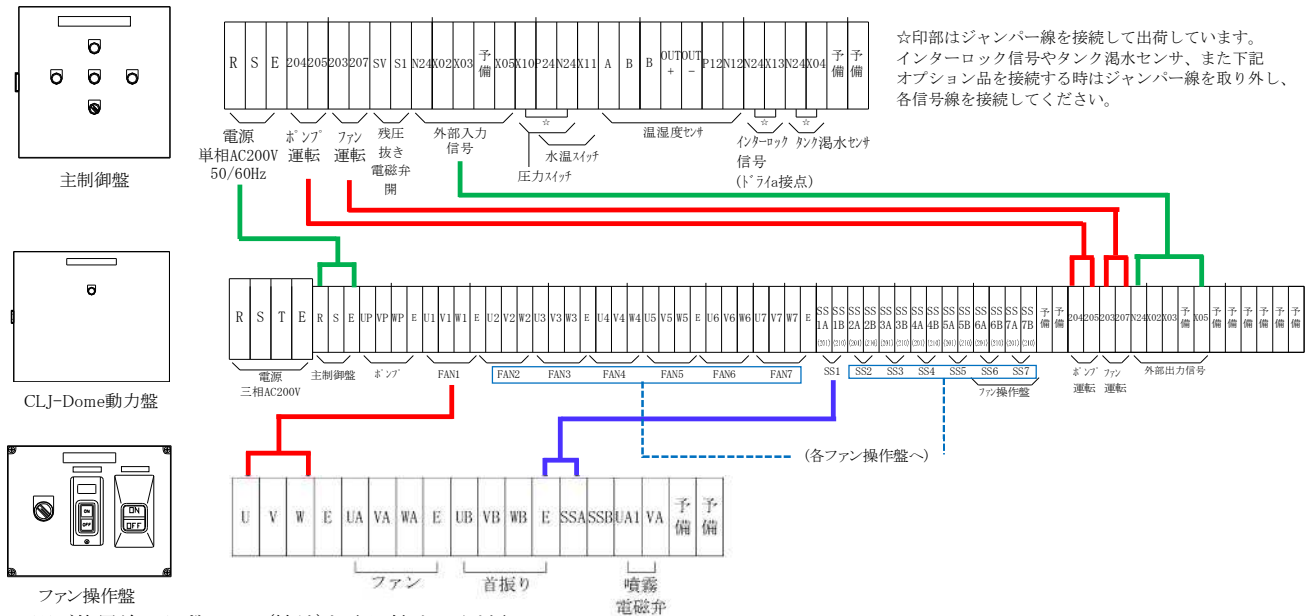 ☆印部はジャンパー線を接続して出荷しています。
インターロック信号やタンク渇水センサ、また下記
オプション品を接続する時はジャンパー線を取り外し、
各信号線を接続してください。
R S E 204 205 203 207 SV S1 N24 X02 X03 予備 X05 X10 P24 N24 X11 A B B OUT+ OUT- P12 N12 N24 X13 N24 X04 予備 予備
☆ ☆ ☆
電源
単相AC200V
50/60Hz
ポンプ
運転
ファン
運転
残圧
抜き
電磁弁
開
外部入力
信号
圧力スイッチ
水温スイッチ
温湿度センサ
インターロック
信号
(ドライa接点)
タンク渇水センサ
主制御盤
R S T E R S E UP VP WP E U1 V1 W1 E U2 V2 W2 U3 V3 W3 E U4 V4 W4 U5 V5 W5 E U6 V6 W6 U7 V7 W7 E SS1A(201) SS1B(210) SS2A(201) SS2B(210) SS3A(201) SS3B(210) SS4A(201) SS4B(210) SS5A(201) SS5B(210) SS6A(201) SS6B(210) SS7A(201) SS7B(210) 予備 予備 204 205 203 207 N24 X02 X03 予備 X05 予備 予備 予備 予備 予備 予備
電源
三相AC200V
主制御盤 ポンプ FAN1 FAN2 FAN3 FAN4 FAN5 FAN6 FAN7 SS1 SS2 SS3 SS4 SS5 SS6 SS7
ファン操作盤
ポンプ
運転
ファン
運転
外部出力信号
CLJ-Dome動力盤
(各ファン操作盤へ)
ON
OFF
ON
OFF
U V W E UA VA WA E UB VB WB E SSA SSB UA1 VA 予備 予備
ファン 首振り 噴霧
電磁弁
ファン操作盤